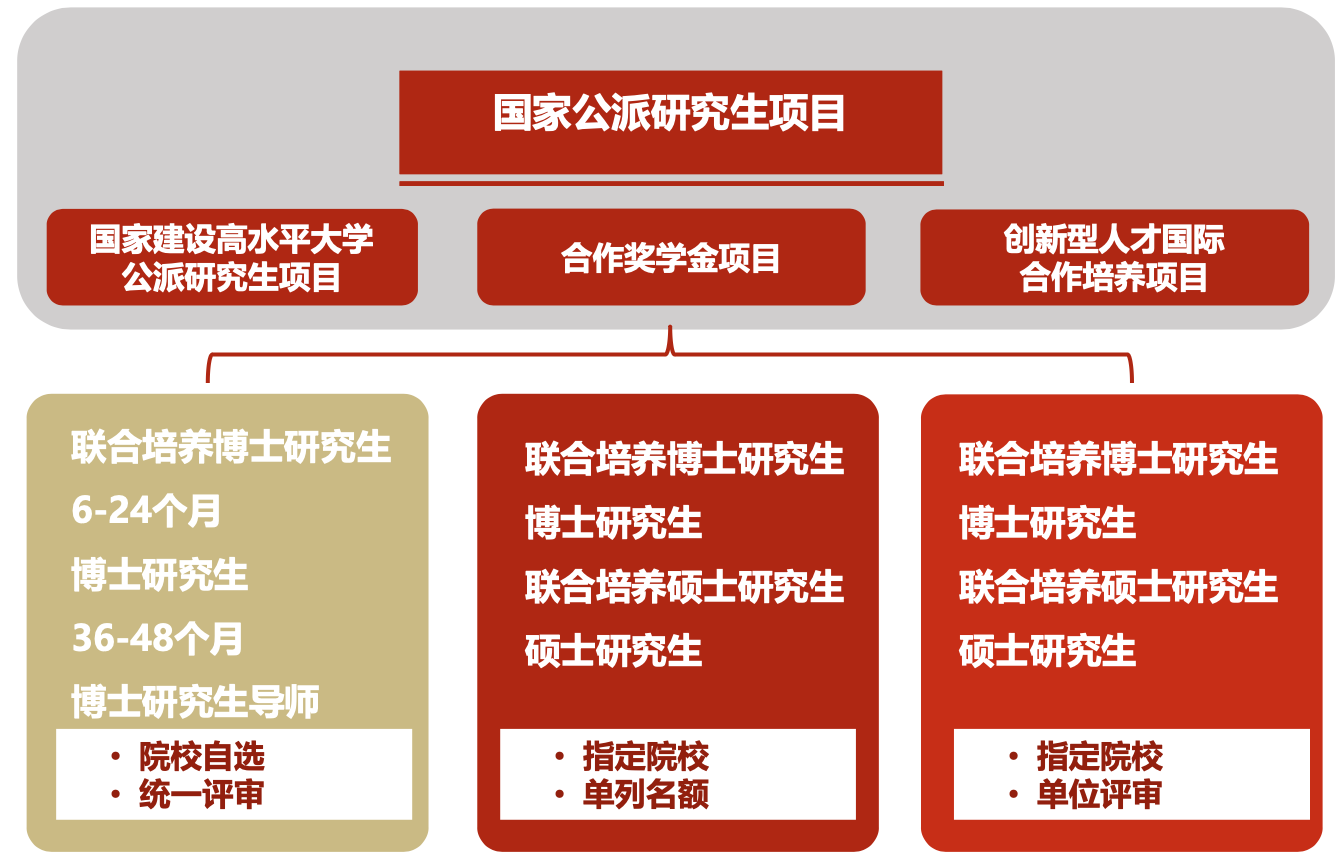 国家公派研究生项目
国家建设高水平大学
公派研究生项目
合作奖学金项目
创新型人才国际
合作培养项目
联合培养博士研究生
6-24个月
博士研究生
36-48个月
博士研究生导师
• 院校自选
• 统一评审
联合培养博士研究生
博士研究生
联合培养硕士研究生
硕士研究生
• 指定院校
• 单列名额
联合培养博士研究生
博士研究生
联合培养硕士研究生
硕士研究生
• 指定院校
• 单位评审